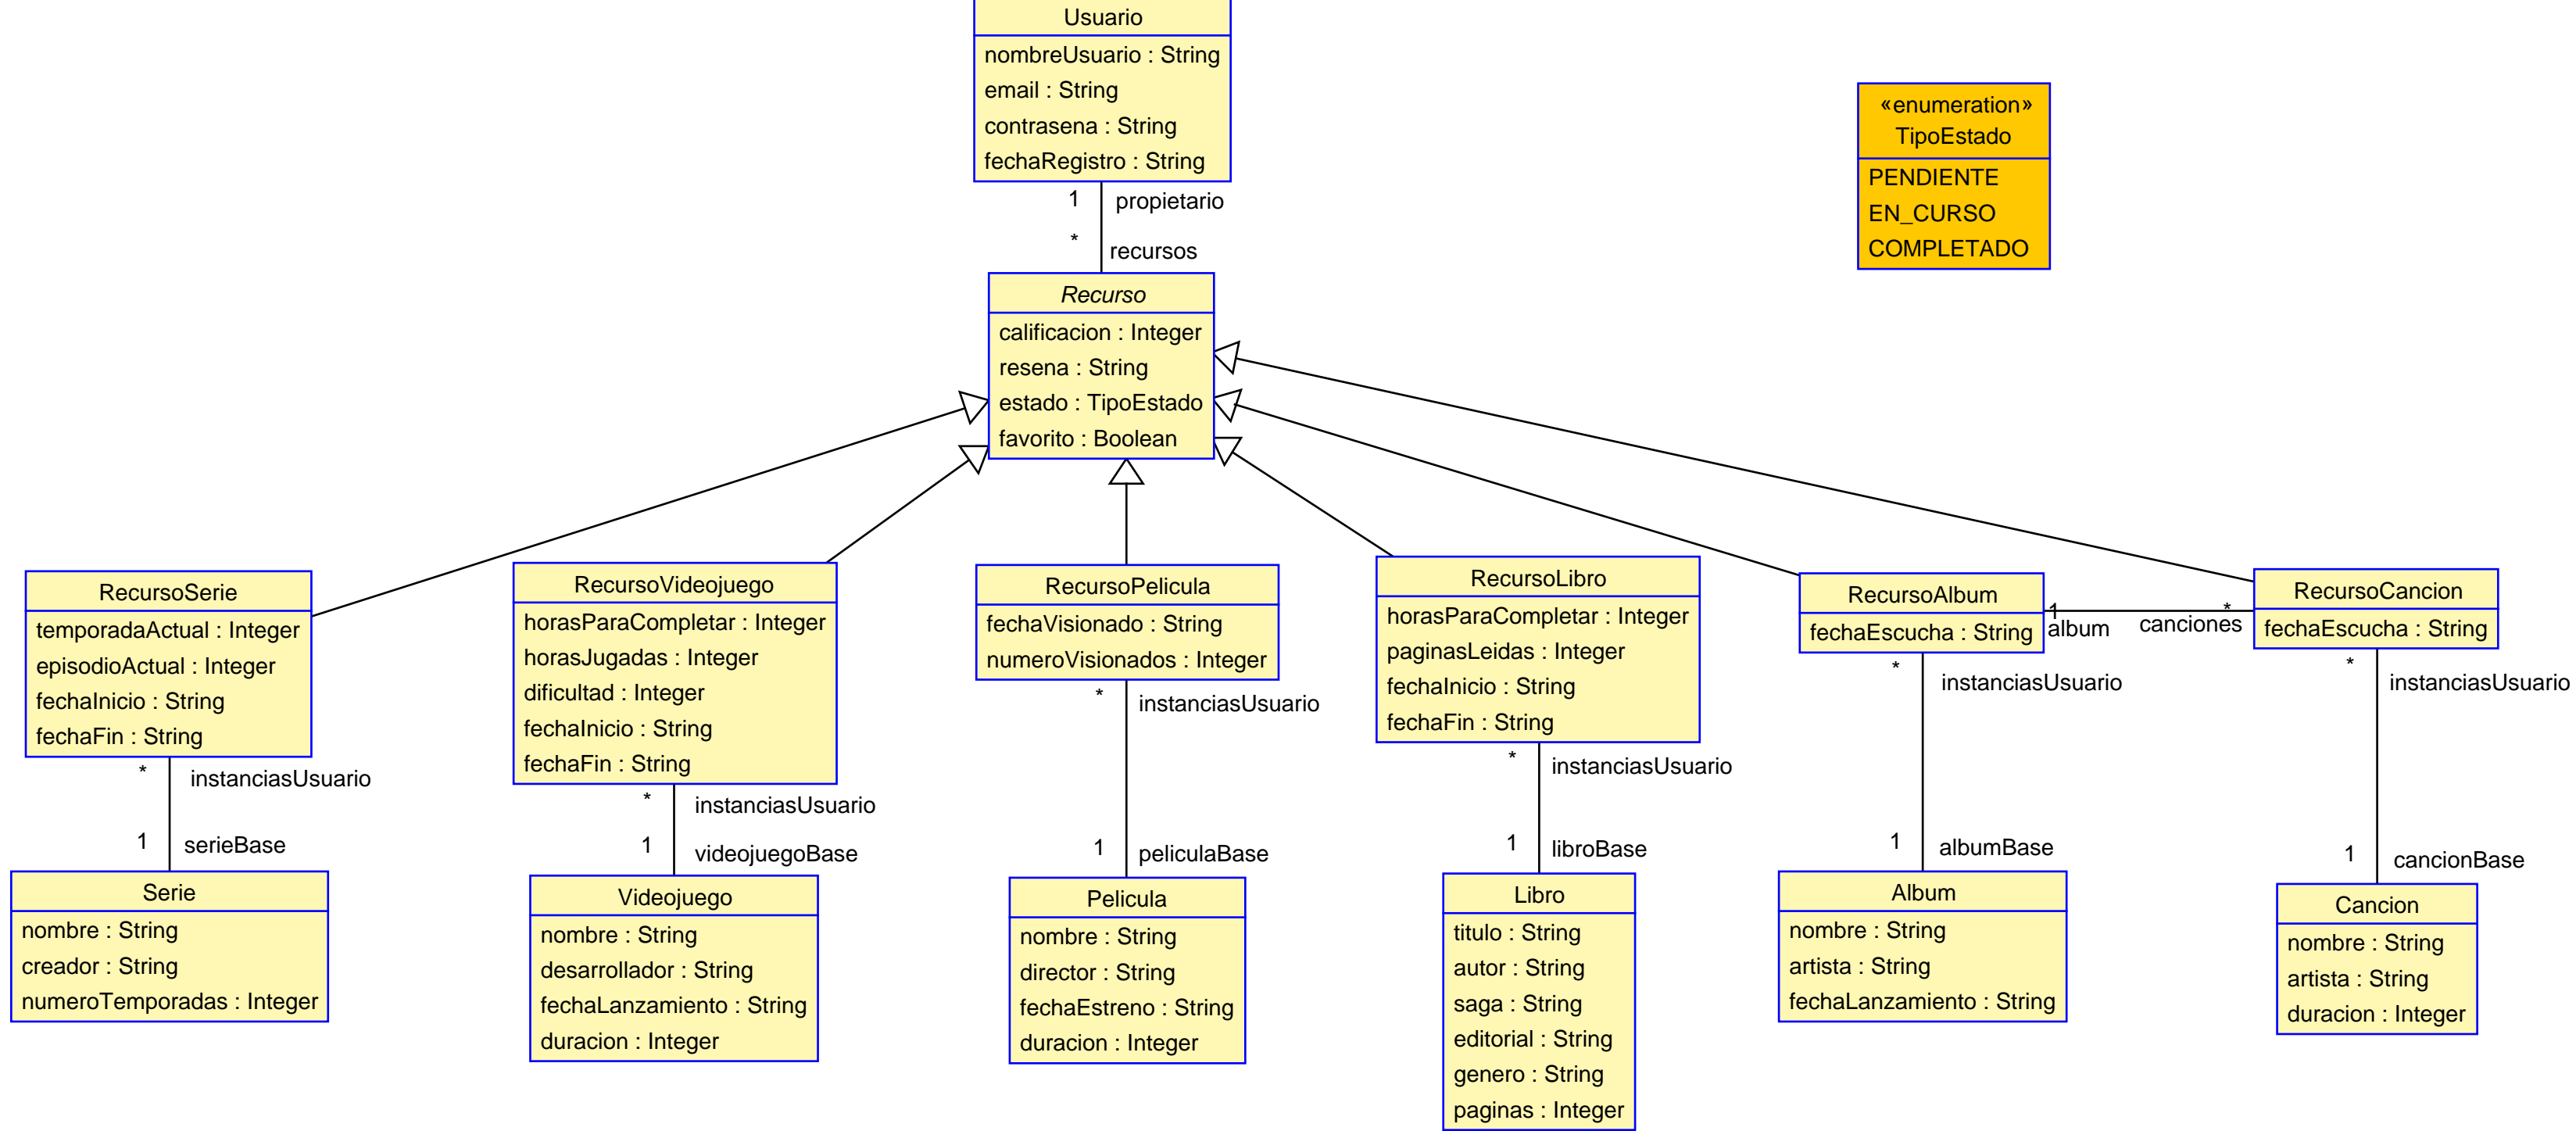 Usuario
nombreUsuario : String
email : String
contrasena : String
fechaRegistro : String
«enumeration»
TipoEstado
PENDIENTE
EN_CURSO
COMPLETADO
1 propietario
* recursos
Recurso
calificacion : Integer
resena : String
estado : TipoEstado
favorito : Boolean
RecursoSerie
temporadaActual : Integer
episodioActual : Integer
fechaInicio : String
fechaFin : String
RecursoVideojuego
horasParaCompletar : Integer
horasJugadas : Integer
dificultad : Integer
fechaInicio : String
fechaFin : String
RecursoPelicula
fechaVisionado : String
numeroVisionados : Integer
RecursoLibro
horasParaCompletar : Integer
paginasLeidas : Integer
fechaInicio : String
fechaFin : String
RecursoAlbum
fechaEscucha : String
1 *
album canciones
RecursoCancion
fechaEscucha : String
* instanciasUsuario
1 serieBase
* instanciasUsuario
1 videojuegoBase
* instanciasUsuario
1 peliculaBase
* instanciasUsuario
1 libroBase
* instanciasUsuario
1 albumBase
* instanciasUsuario
1 cancionBase
Serie
nombre : String
creador : String
numeroTemporadas : Integer
Videojuego
nombre : String
desarrollador : String
fechaLanzamiento : String
duracion : Integer
Pelicula
nombre : String
director : String
fechaEstreno : String
duracion : Integer
Libro
titulo : String
autor : String
saga : String
editorial : String
genero : String
paginas : Integer
Album
nombre : String
artista : String
fechaLanzamiento : String
Cancion
nombre : String
artista : String
duracion : Integer